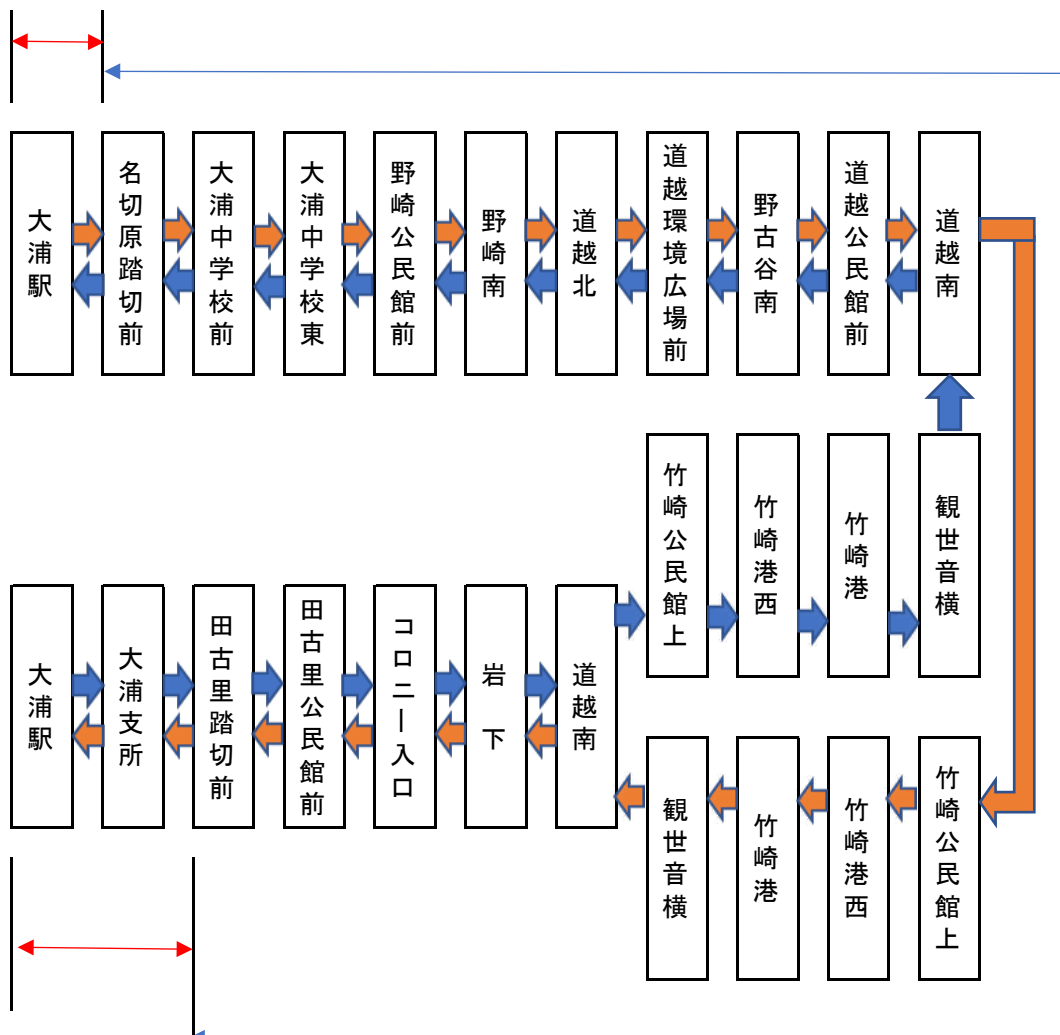 大浦駅
名切原踏切前
大浦中学校前
大浦中学校東
野崎公民館前
野崎南
道越北
道越環境広場前
野古谷南
道越公民館前
道越南
竹崎公民館上
竹崎港西
竹崎港
観世音横
大浦駅
大浦支所
田古里踏切前
田古里公民館前
コロニー入口
岩下
道越南
観世音横
竹崎港
竹崎港西
竹崎公民館上